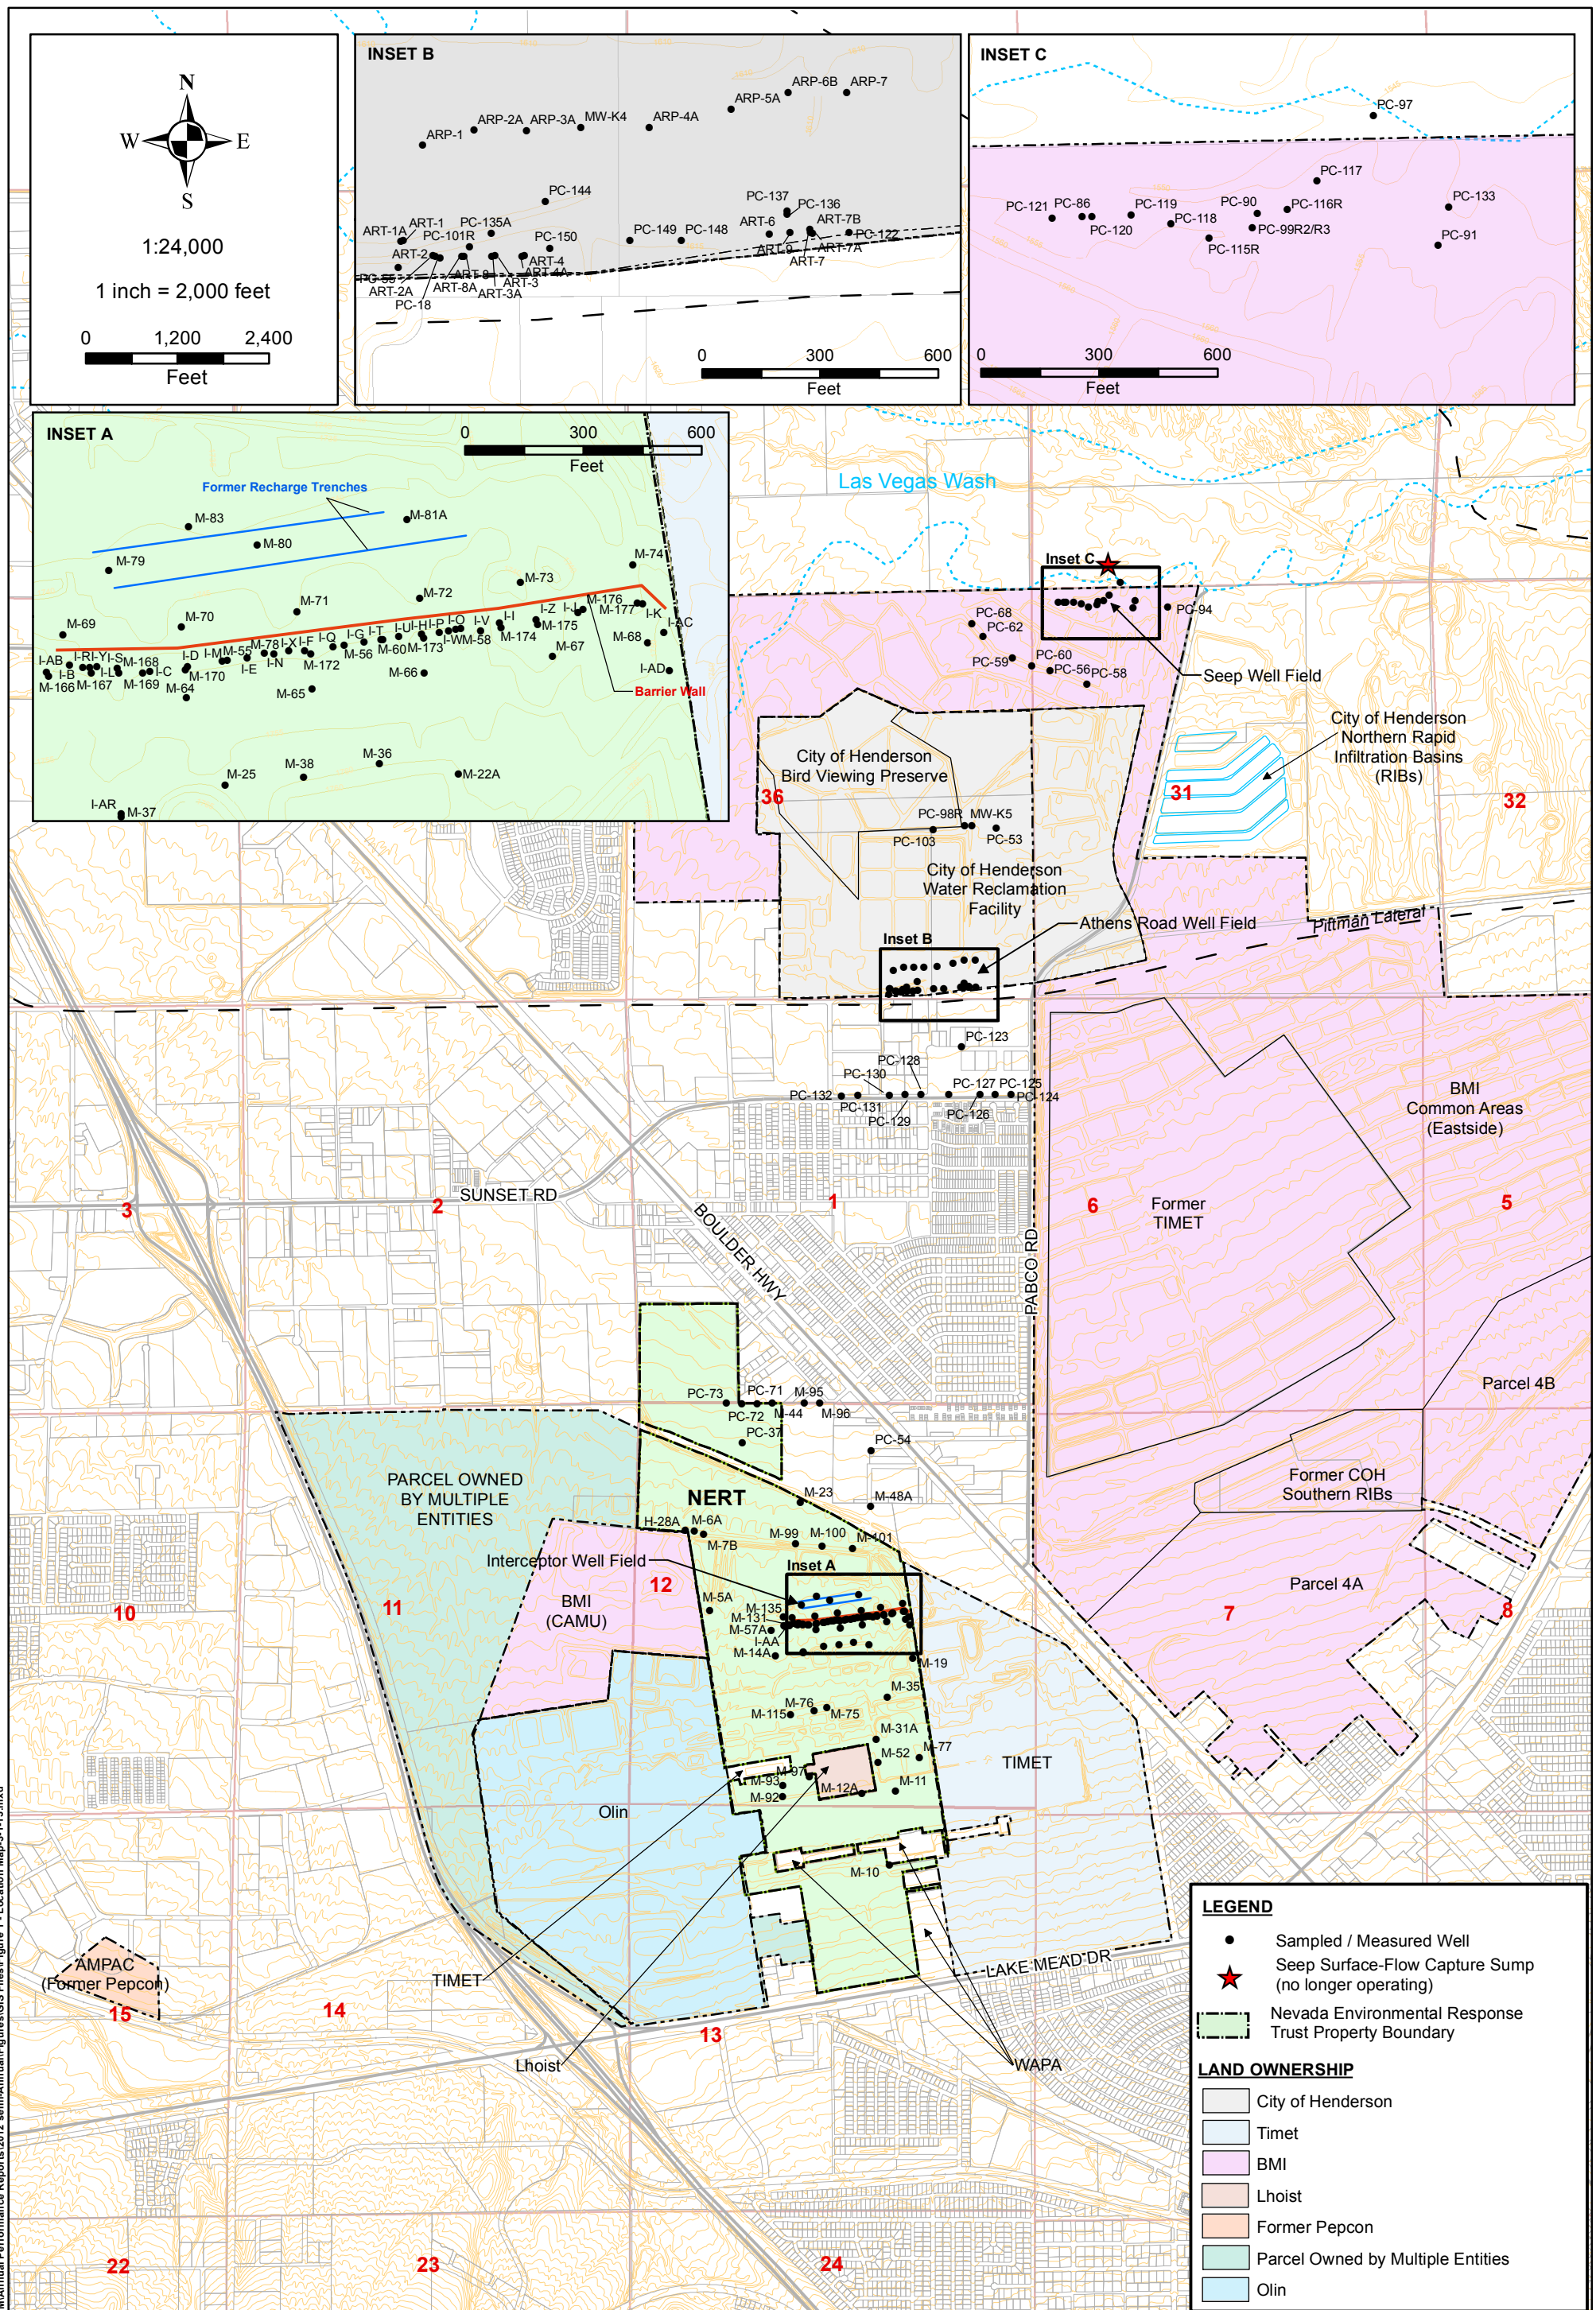 N
W
E
S
1:24,000
1 inch = 2,000 feet
0 1,200 2,400
Feet
INSET B
ARP-6B
ARP-7
ARP-5A
ARP-2A
ARP-3A
MW-K4
ARP-4A
ARP-1
PC-144
PC-137
PC-136
ART-1
ART-1A
PC-135A
PC-101R
ART-6
ART-7B
PC-149
PC-148
PC-122
ART-2
PC-150
ART-9
ART-7A
ART-7
ART-4
ART-4A
PC-55
ART-8
ART-3
ART-2A
ART-8A
ART-3A
PC-18
0 300 600
Feet
INSET C
PC-97
PC-117
PC-133
PC-121
PC-86
PC-119
PC-90
PC-116R
PC-120
PC-118
PC-99R2/R3
PC-115R
PC-91
0 300 600
Feet
INSET A
0 300 600
Feet
Former Recharge Trenches
M-83
M-81A
M-80
M-79
M-74
M-73
M-72
M-71
M-70
M-69
M-176
M-177
I-K
I-Z
I-J
M-175
I-AC
I-I
M-174
I-V
I-O
M-58
I-W
I-P
I-H
M-173
I-U
M-60
I-T
I-G
M-56
I-Q
I-F
M-172
I-X
M-78
I-N
I-E
M-55
I-M
I-D
M-170
M-168
I-C
M-169
I-S
I-L
I-Y
I-R
M-167
I-B
I-AB
M-166
M-64
M-65
M-66
M-67
M-68
I-AD
Barrier Wall
M-36
M-38
M-22A
M-25
I-AR
M-37
Las Vegas Wash
Inset C
PC-94
PC-68
PC-62
PC-59
PC-60
PC-56
PC-58
Seep Well Field
City of Henderson
Northern Rapid
Infiltration Basins
(RIBs)
City of Henderson
Bird Viewing Preserve
36
31
32
PC-98R
MW-K5
PC-103
PC-53
City of Henderson
Water Reclamation
Facility
Athens Road Well Field
Pittman Lateral
Inset B
PC-123
PC-128
PC-130
PC-127
PC-125
PC-132
PC-124
PC-131
PC-129
PC-126
BMI
Common Areas
(Eastside)
SUNSET RD
BOULDER HWY
PABCO RD
3
2
1
6
5
Former
TIMET
Parcel 4B
PC-73
PC-71
M-95
PC-72
M-44
M-96
PC-37
PC-54
Former COH
Southern RIBs
PARCEL OWNED
BY MULTIPLE
ENTITIES
NERT
M-23
M-48A
H-28A
M-6A
M-7B
M-99
M-100
M-101
Interceptor Well Field
Inset A
BMI
(CAMU)
10
11
12
7
8
Parcel 4A
M-5A
M-135
M-131
M-57A
I-AA
M-14A
M-19
M-35
M-76
M-115
M-75
M-31A
M-77
M-52
M-97
M-93
M-12A
M-11
M-92
TIMET
Olin
M-10
AMPAC
(Former Pepcon)
TIMET
LAKE MEAD DR
15
14
13
Lhoist
WAPA
22
23
24
LEGEND
Sampled / Measured Well
Seep Surface-Flow Capture Sump
(no longer operating)
Nevada Environmental Response
Trust Property Boundary
LAND OWNERSHIP
City of Henderson
Timet
BMI
Lhoist
Former Pepcon
Parcel Owned by Multiple Entities
Olin